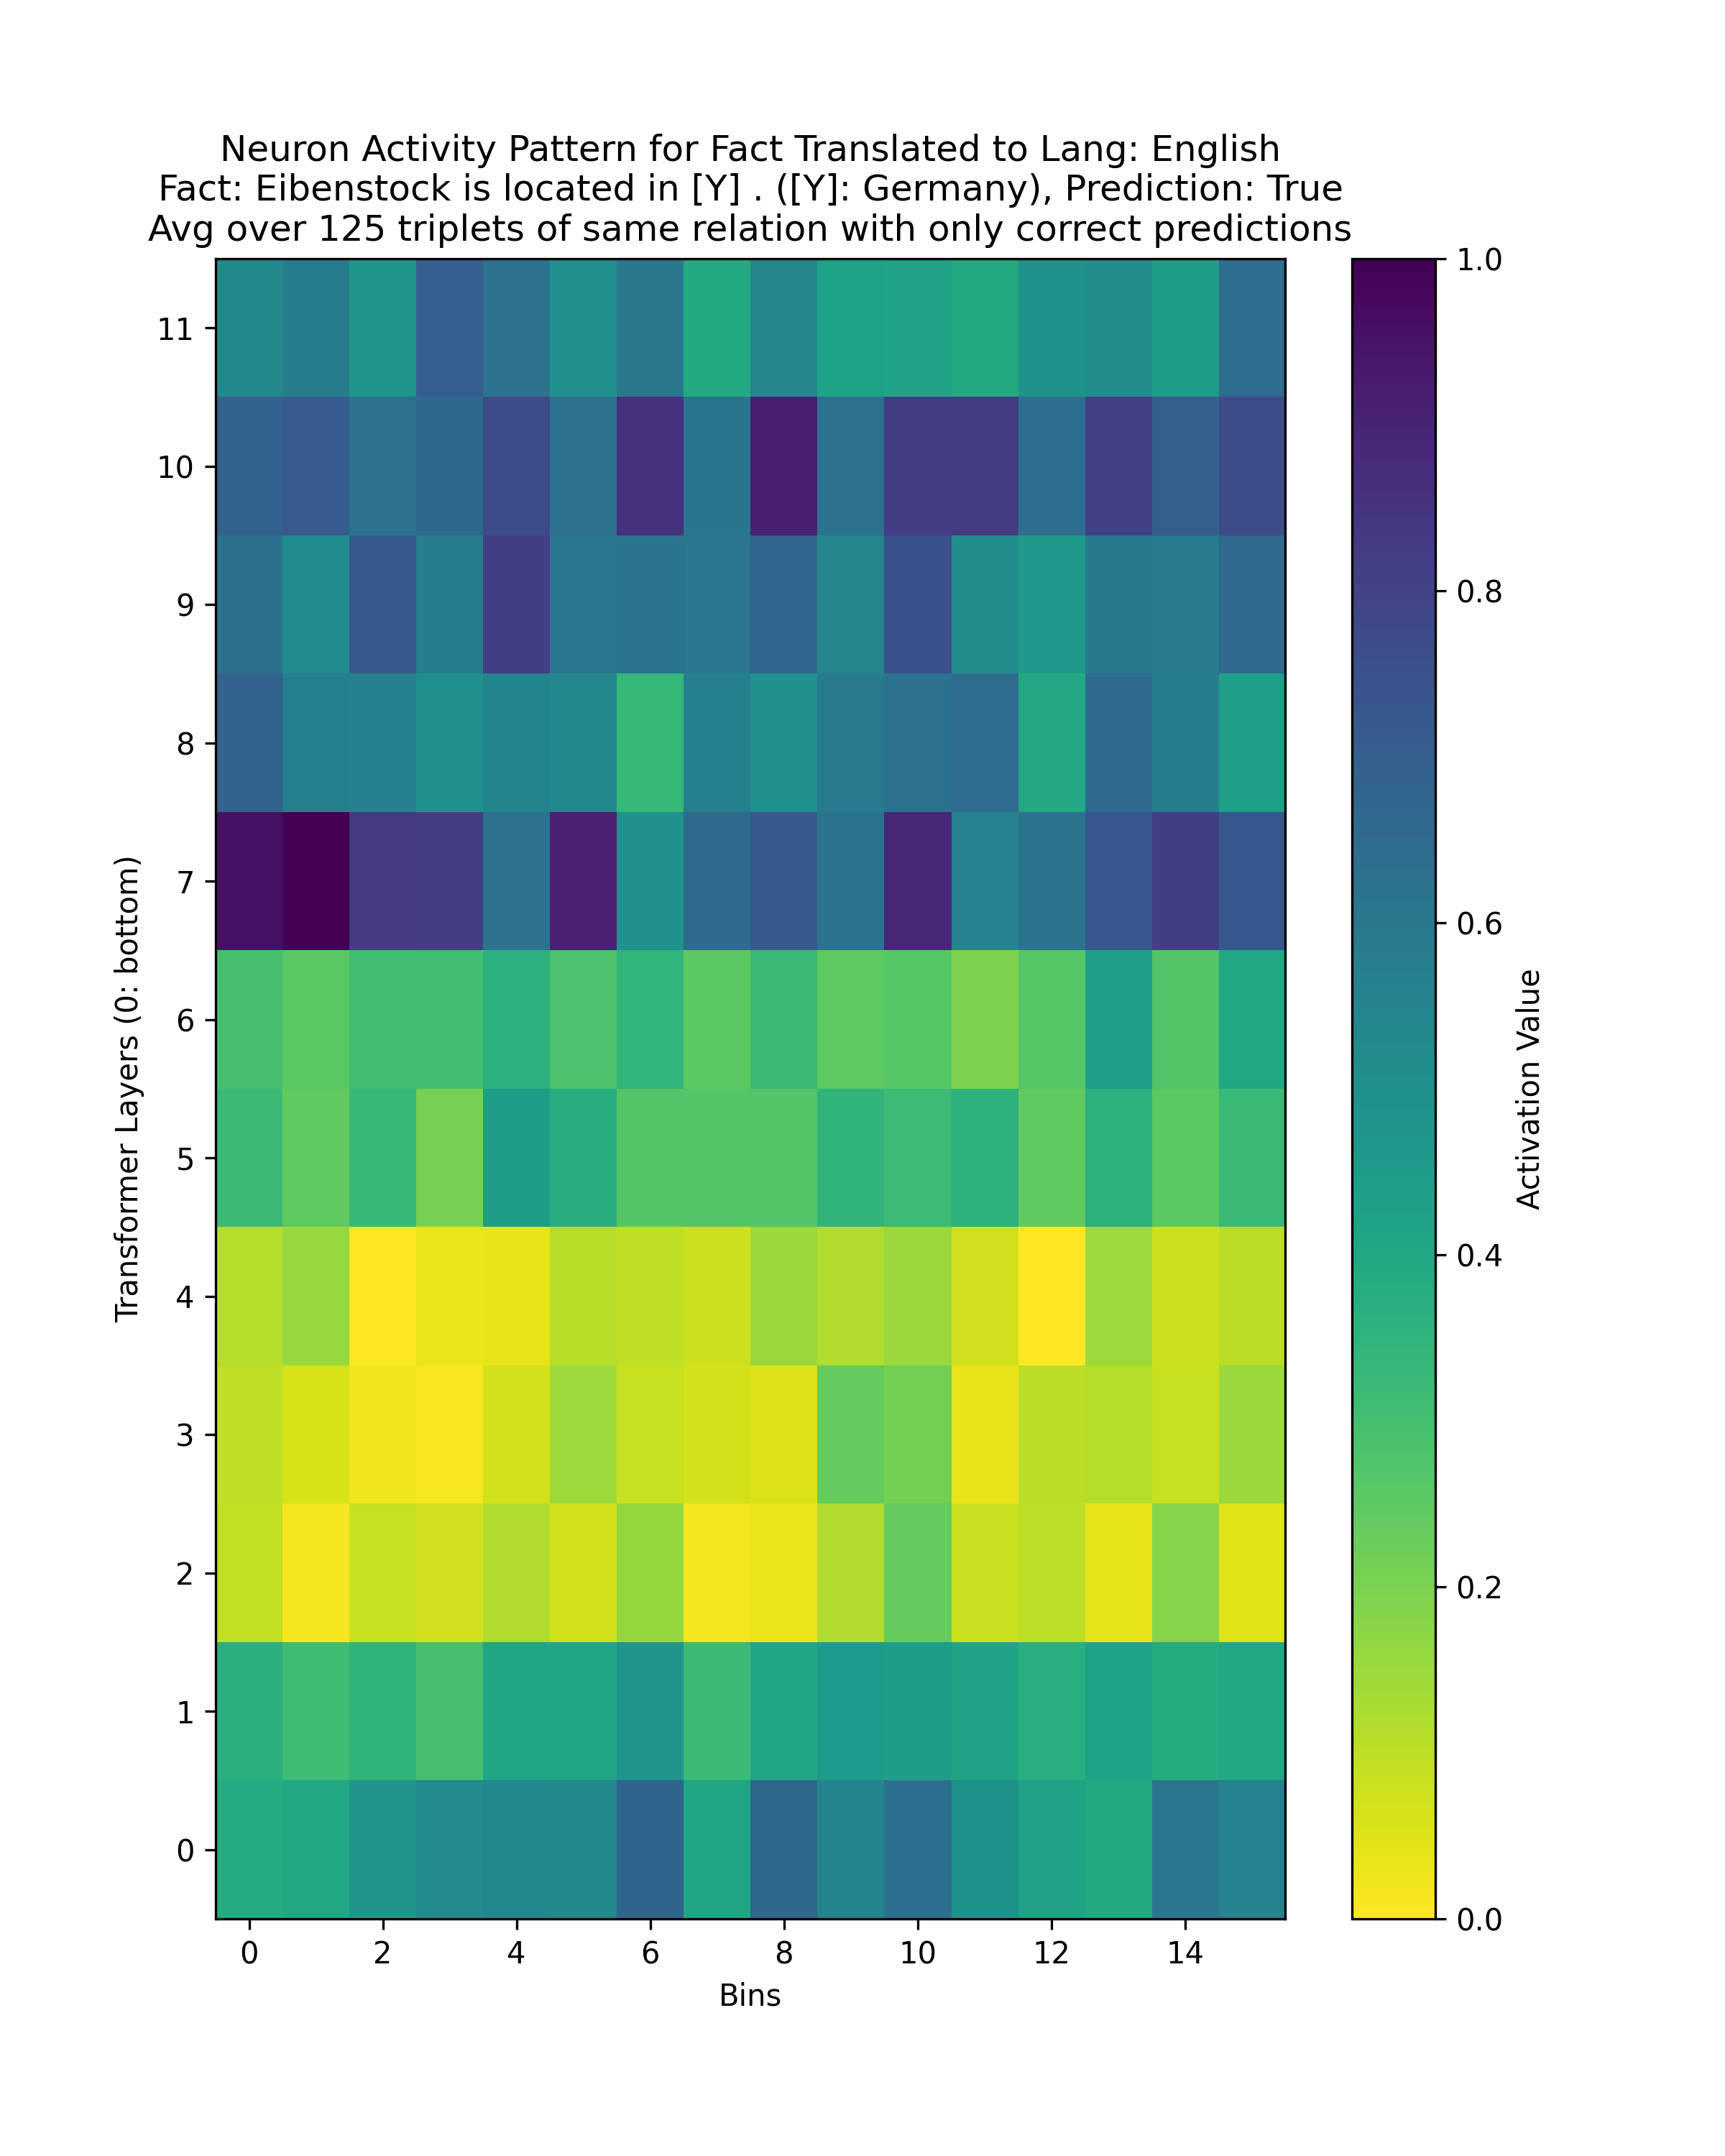 Neuron Activity Pattern for Fact Translated to Lang: English
Fact: Eibenstock is located in [Y] . ([Y]: Germany), Prediction: True
Avg over 125 triplets of same relation with only correct predictions
11
10
9
8
7
6
5
4
3
2
1
0
Transformer Layers (0: bottom)
0 2 4 6 8 10 12 14
Bins
1.0
0.8
0.6
0.4
0.2
0.0
Activation Value